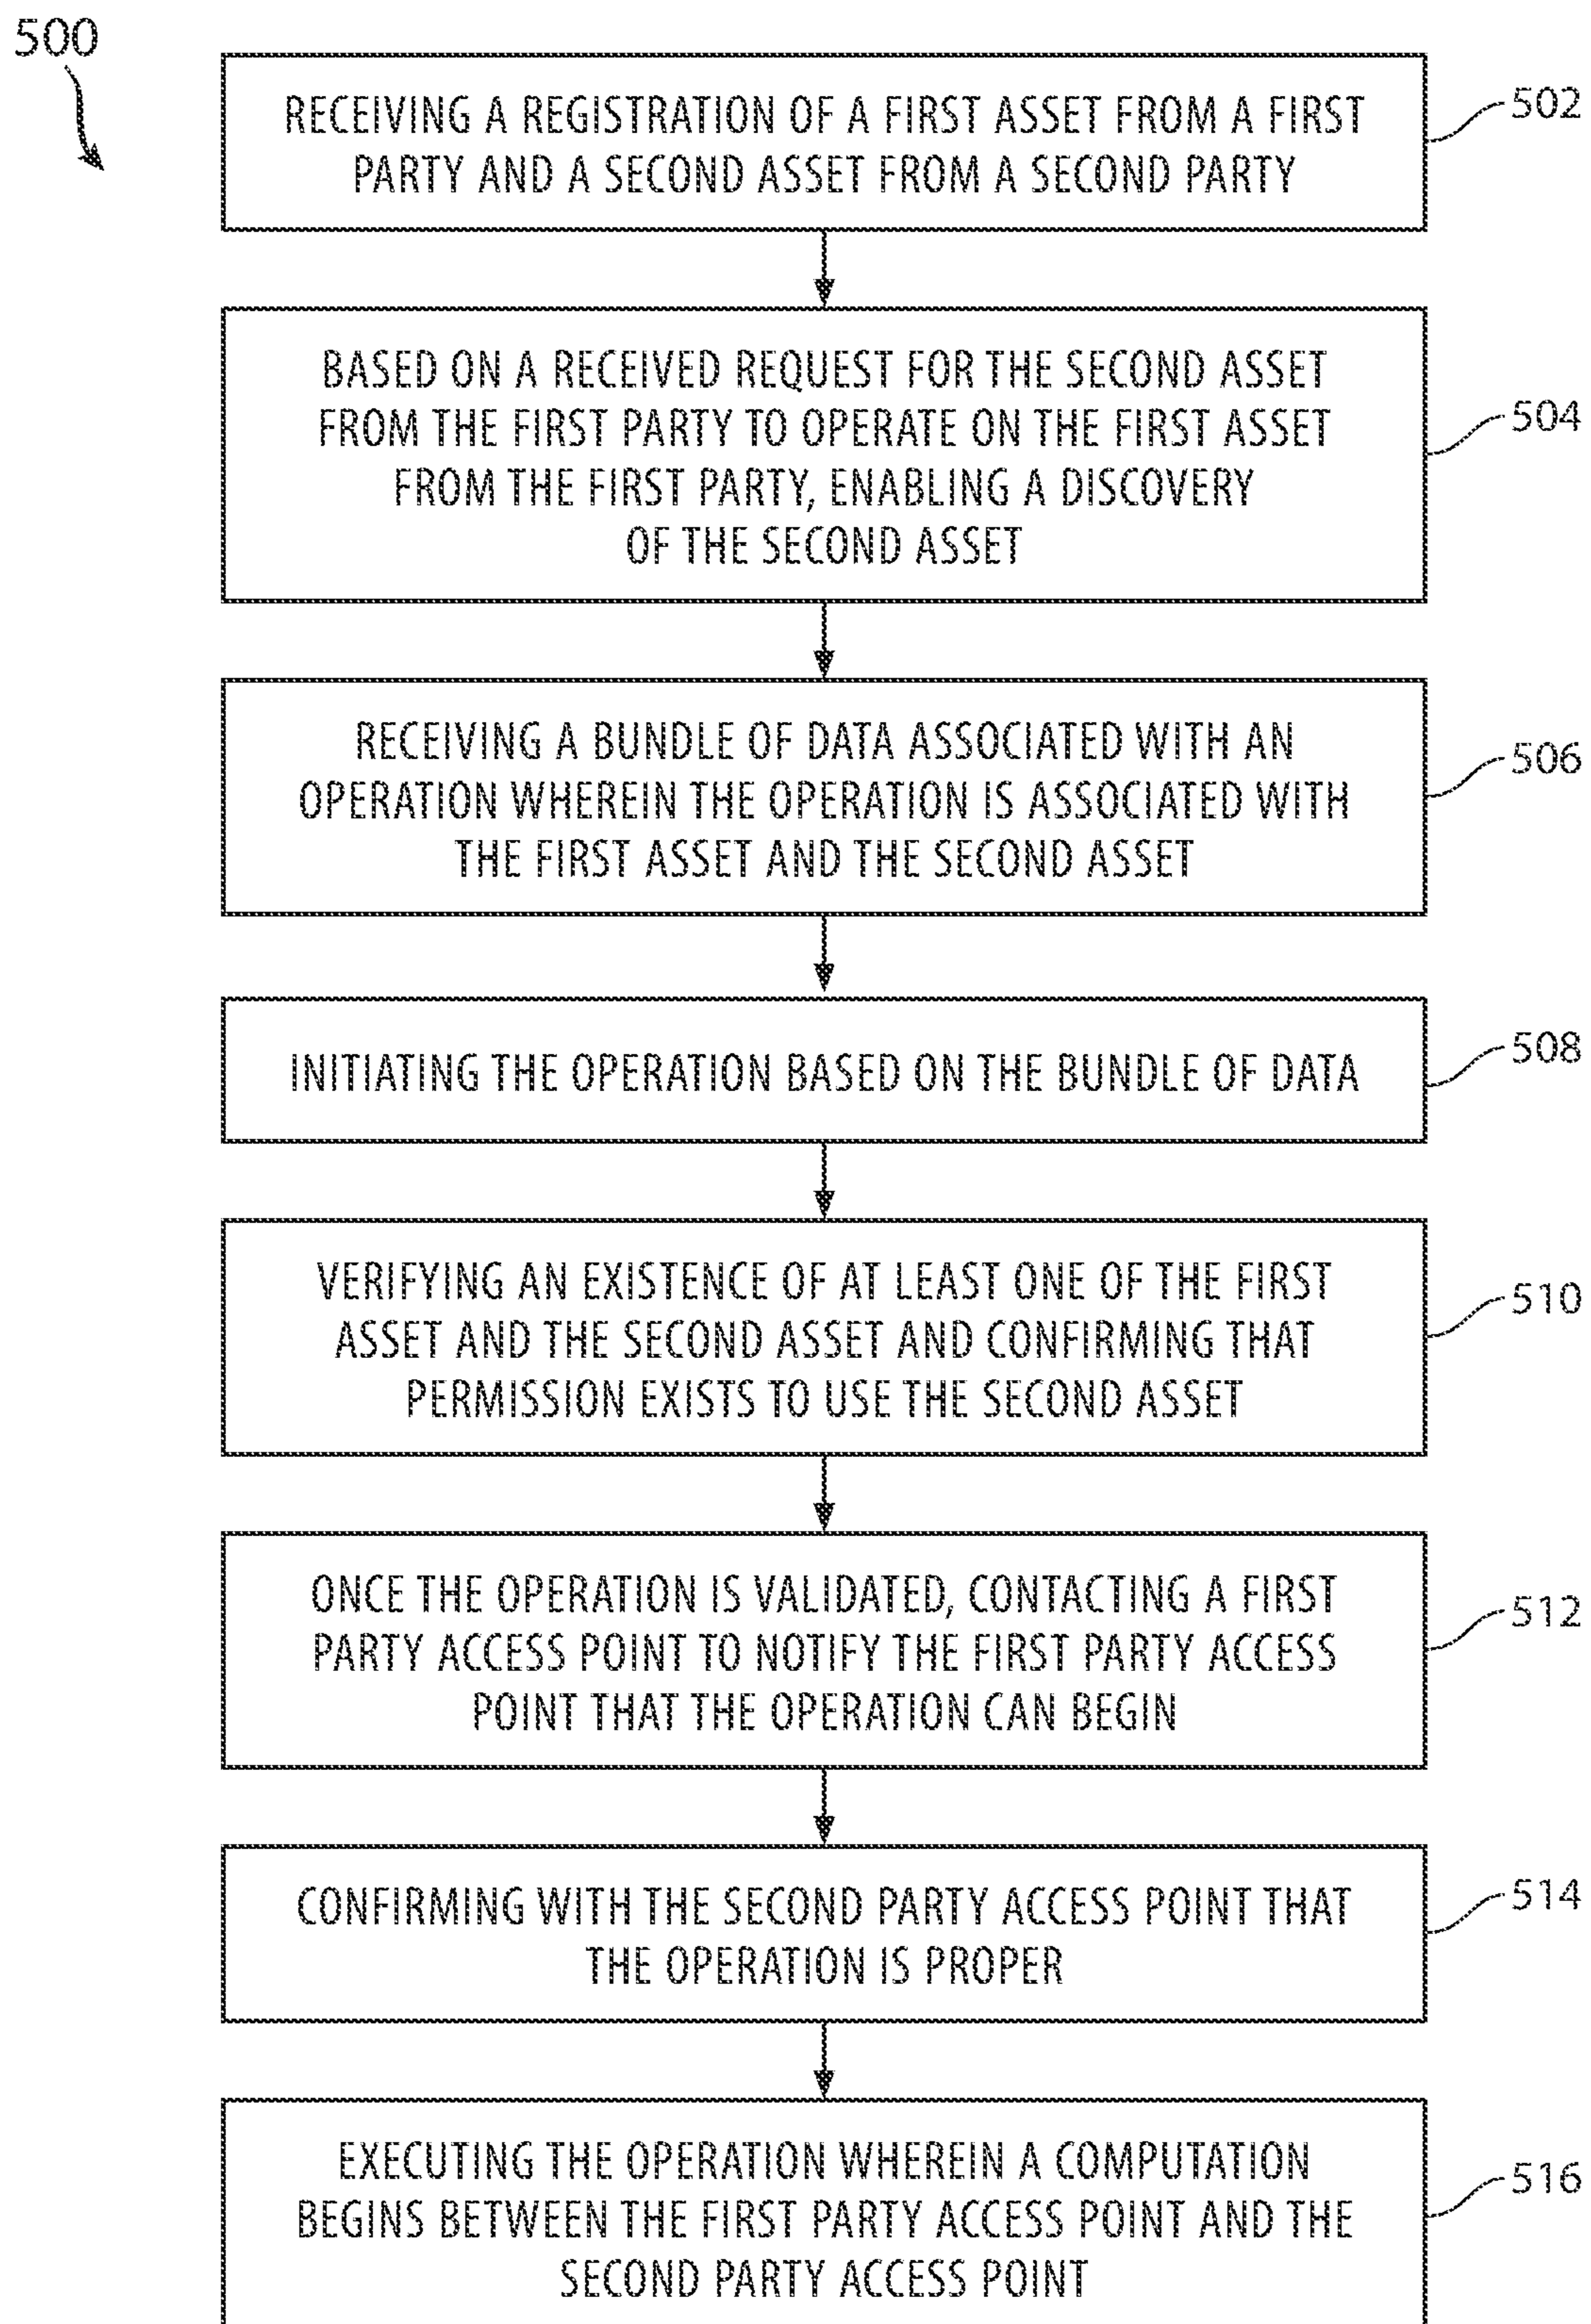 500
RECEIVING A REGISTRATION OF A FIRST ASSET FROM A FIRST
PARTY AND A SECOND ASSET FROM A SECOND PARTY
502
BASED ON A RECEIVED REQUEST FOR THE SECOND ASSET
FROM THE FIRST PARTY TO OPERATE ON THE FIRST ASSET
FROM THE FIRST PARTY, ENABLING A DISCOVERY
OF THE SECOND ASSET
504
RECEIVING A BUNDLE OF DATA ASSOCIATED WITH AN
OPERATION WHEREIN THE OPERATION IS ASSOCIATED WITH
THE FIRST ASSET AND THE SECOND ASSET
506
INITIATING THE OPERATION BASED ON THE BUNDLE OF DATA
508
VERIFYING AN EXISTENCE OF AT LEAST ONE OF THE FIRST
ASSET AND THE SECOND ASSET AND CONFIRMING THAT
PERMISSION EXISTS TO USE THE SECOND ASSET
510
ONCE THE OPERATION IS VALIDATED, CONTACTING A FIRST
PARTY ACCESS POINT TO NOTIFY THE FIRST PARTY ACCESS
POINT THAT THE OPERATION CAN BEGIN
512
CONFIRMING WITH THE SECOND PARTY ACCESS POINT THAT
THE OPERATION IS PROPER
514
EXECUTING THE OPERATION WHEREIN A COMPUTATION
BEGINS BETWEEN THE FIRST PARTY ACCESS POINT AND THE
SECOND PARTY ACCESS POINT
516